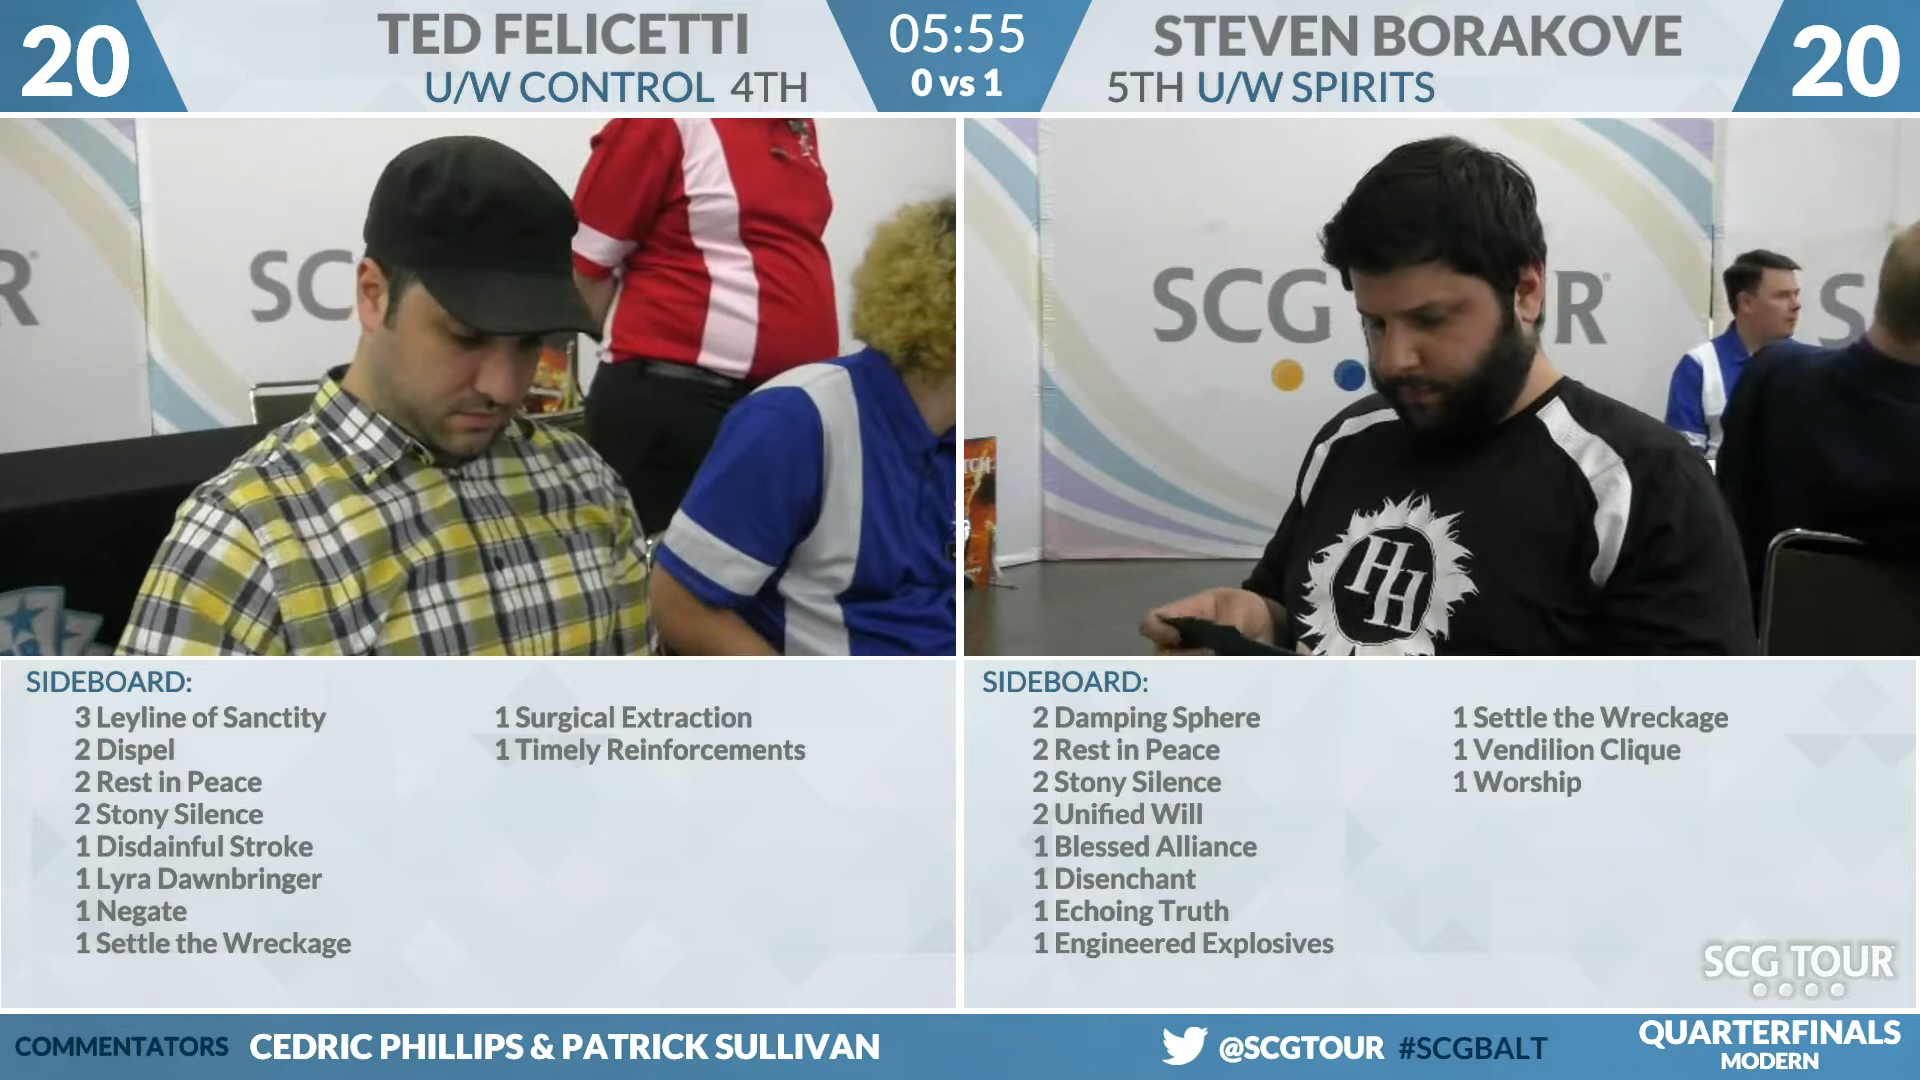 20
TED FELICETTI
U/W CONTROL 4TH
05:55
0 vs 1
STEVEN BORAKOVE
5TH U/W SPIRITS
20
SC
SCG
R
HH
SIDEBOARD:
3 Leyline of Sanctity
2 Dispel
2 Rest in Peace
2 Stony Silence
1 Disdainful Stroke
1 Lyra Dawnbringer
1 Negate
1 Settle the Wreckage
1 Surgical Extraction
1 Timely Reinforcements
SIDEBOARD:
2 Damping Sphere
2 Rest in Peace
2 Stony Silence
2 Unified Will
1 Blessed Alliance
1 Disenchant
1 Echoing Truth
1 Engineered Explosives
1 Settle the Wreckage
1 Vendilion Clique
1 Worship
SCG TOUR
COMMENTATORS CEDRIC PHILLIPS & PATRICK SULLIVAN
@SCGTOUR #SCGBALT
QUARTERFINALS
MODERN